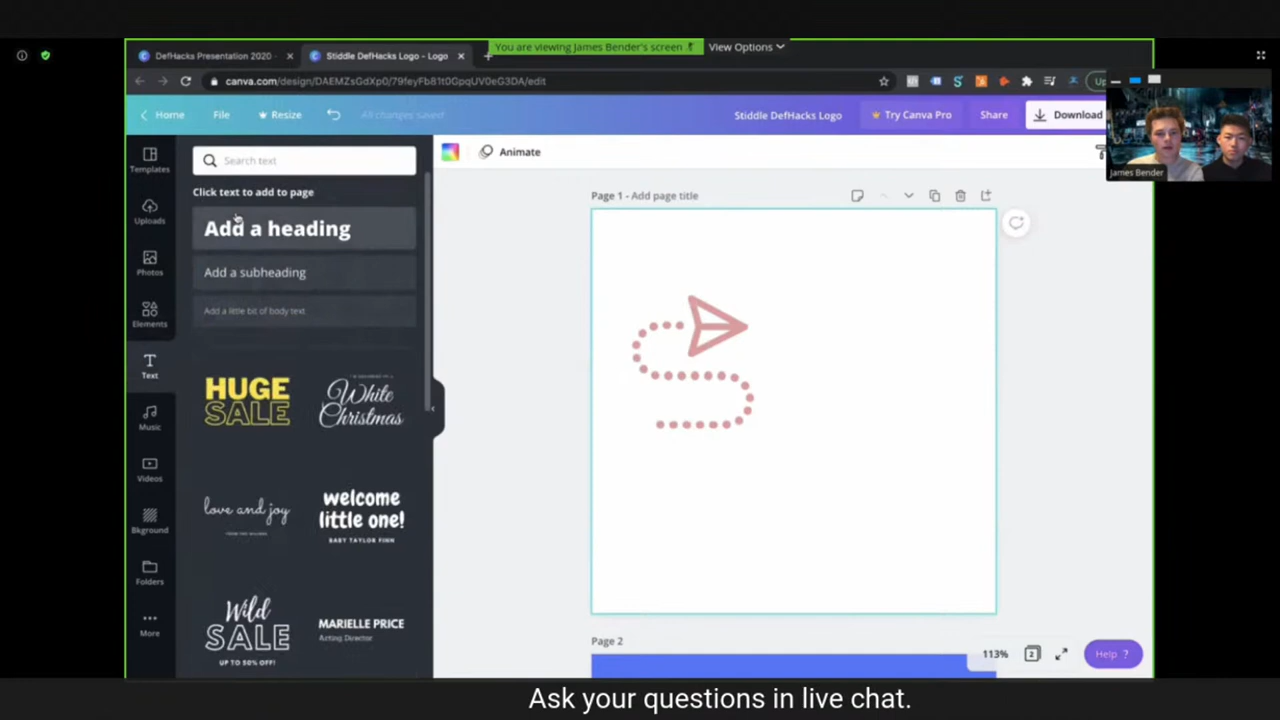 You are viewing James Bender's screen
View Options
DefHacks Presentation 2020 -
Stiddle DefHacks Logo - Logo
canva.com/design/DAEMZsGdXp0/79feyFb81t0GpqUV0eG3DA/edit
Home
File
Resize
All changes saved
Stiddle DefHacks Logo
Try Canva Pro
Share
Download
James Bender
Templates
Uploads
Photos
Elements
Text
Music
Videos
Bkground
Folders
More
Search text
Click text to add to page
Add a heading
Add a subheading
Add a little bit of body text
HUGE
SALE
White
Christmas
love and joy
welcome
little one!
BABY TAYLOR FINN
Wild
SALE
UP TO 50% OFF!
MARIELLE PRICE
Acting Director
Animate
Page 1 - Add page title
Page 2
113%
2
Help ?
Ask your questions in live chat.